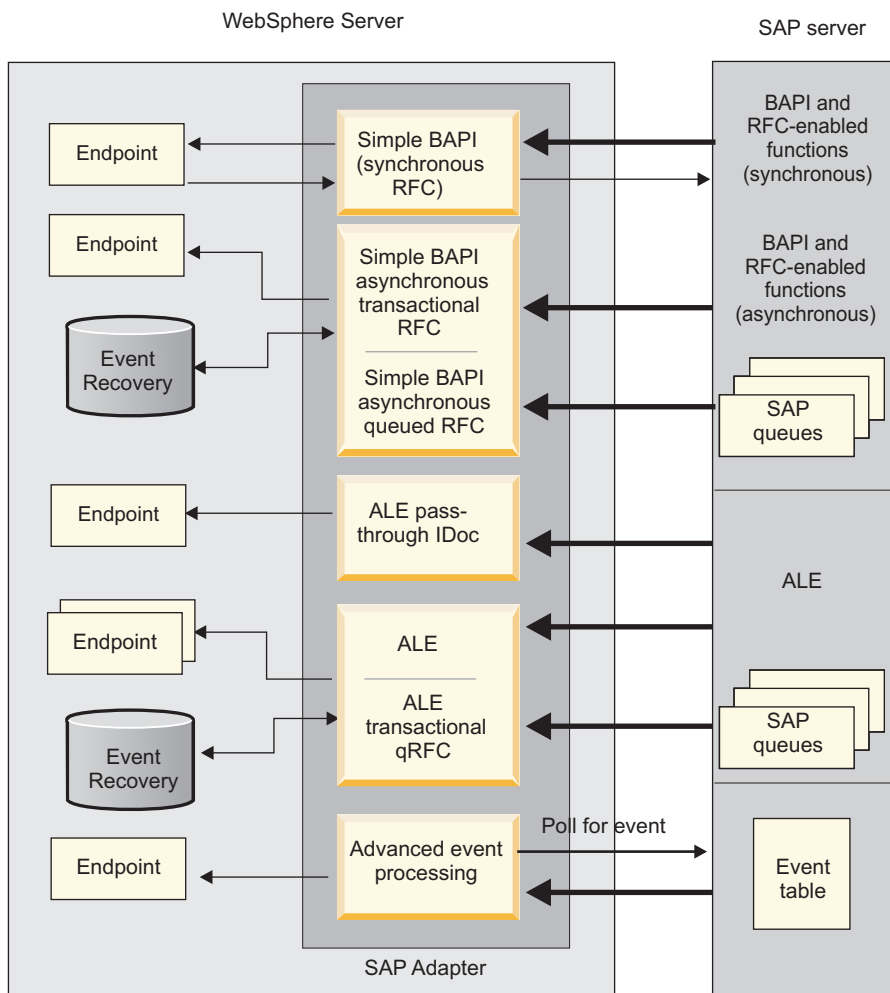 WebSphere Server
SAP server
Endpoint
Simple BAPI
(synchronous
RFC)
BAPI and
RFC-enabled
functions
(synchronous)
Endpoint
Simple BAPI
asynchronous
transactional
RFC
BAPI and
RFC-enabled
functions
(asynchronous)
Event
Recovery
Simple BAPI
asynchronous
queued RFC
SAP
queues
Endpoint
ALE pass-
through IDoc
ALE
Endpoint
ALE
ALE
transactional
qRFC
SAP
queues
Event
Recovery
Poll for event
Endpoint
Advanced event
processing
Event
table
SAP Adapter